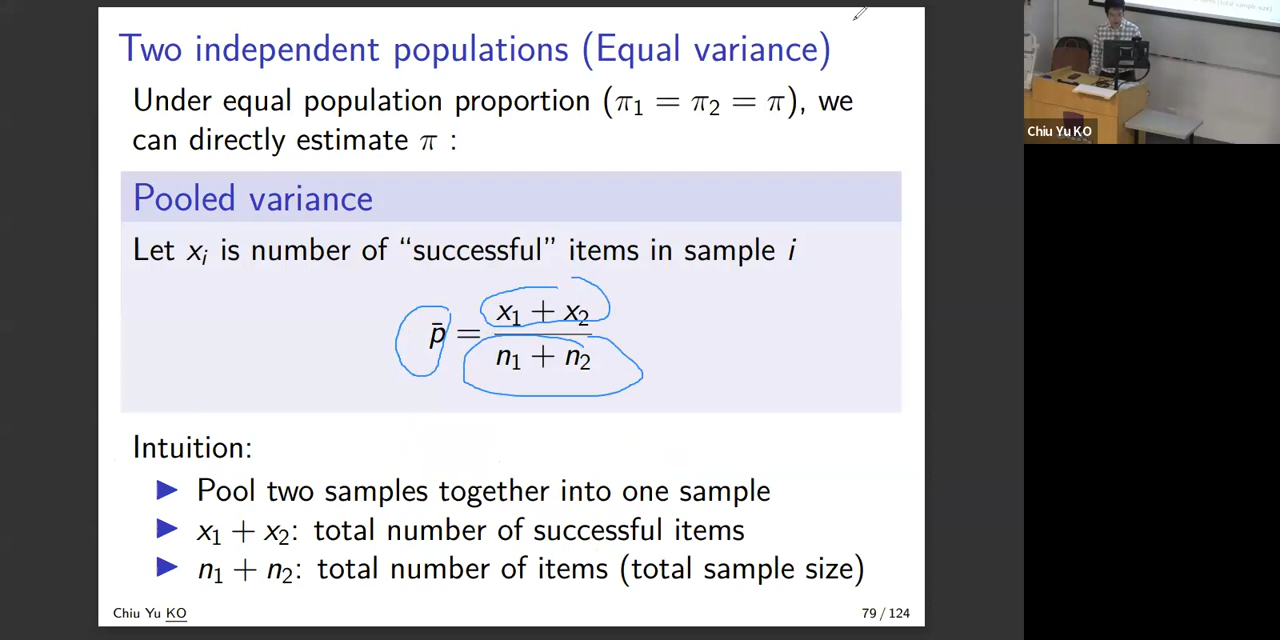 Two independent populations (Equal variance)
Under equal population proportion (π₁ = π₂ = π), we
can directly estimate π :
Pooled variance
Let xᵢ is number of “successful” items in sample i
p̄ = (x₁ + x₂) / (n₁ + n₂)
Intuition:
▶ Pool two samples together into one sample
▶ x₁ + x₂: total number of successful items
▶ n₁ + n₂: total number of items (total sample size)
Chiu Yu KO
79 / 124
Chiu Yu KO